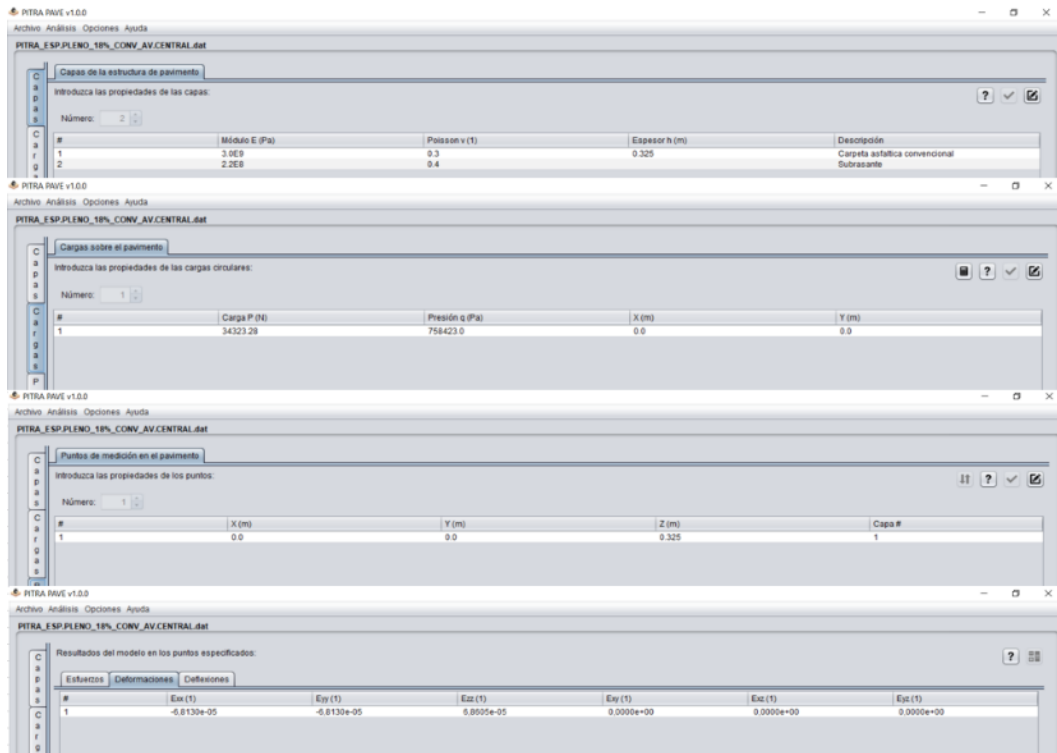 PITRA PAVE v1.0.0
Archivo Análisis Opciones Ayuda
PITRA_ESP.PLENO_18%_CONV_AV.CENTRAL.dat
Capas
Cargas
Capas de la estructura de pavimento
Introduzca las propiedades de las capas:
Número: 2
# Módulo E (Pa) Poisson v (1) Espesor h (m) Descripción
1 3.0E9 0.3 0.325 Carpeta asfaltica convencional
2 2.2E8 0.4 Subrasante
PITRA PAVE v1.0.0
Archivo Análisis Opciones Ayuda
PITRA_ESP.PLENO_18%_CONV_AV.CENTRAL.dat
Capas
Cargas
P
Cargas sobre el pavimento
Introduzca las propiedades de las cargas circulares:
Número: 1
# Carga P (N) Presión q (Pa) X (m) Y (m)
1 34323.28 758423.0 0.0 0.0
PITRA PAVE v1.0.0
Archivo Análisis Opciones Ayuda
PITRA_ESP.PLENO_18%_CONV_AV.CENTRAL.dat
Capas
Cargas
Puntos de medición en el pavimento
Introduzca las propiedades de los puntos:
Número: 1
# X (m) Y (m) Z (m) Capa #
1 0.0 0.0 0.325 1
PITRA PAVE v1.0.0
Archivo Análisis Opciones Ayuda
PITRA_ESP.PLENO_18%_CONV_AV.CENTRAL.dat
Capas
Carg
Resultados del modelo en los puntos especificados:
Esfuerzos Deformaciones Deflexiones
# Exx (1) Eyy (1) Ezz (1) Exy (1) Exz (1) Eyz (1)
1 -6,8130e-05 -6,8130e-05 6,8605e-05 0,0000e+00 0,0000e+00 0,0000e+00